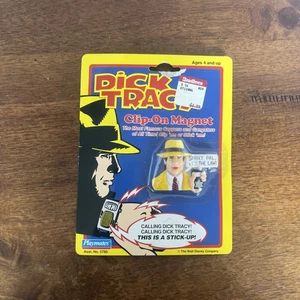 Ages 4 and up
DICK
TRACY
Clip-On Magnet
The Most Famous Coppers and Gangsters
of All Time! Clip 'em or Stick 'em!
SORRY, PAL,
IT'S THE LAW!
CALLING DICK TRACY!
CALLING DICK TRACY!
THIS IS A STICK-UP!
Playmates
© The Walt Disney Company